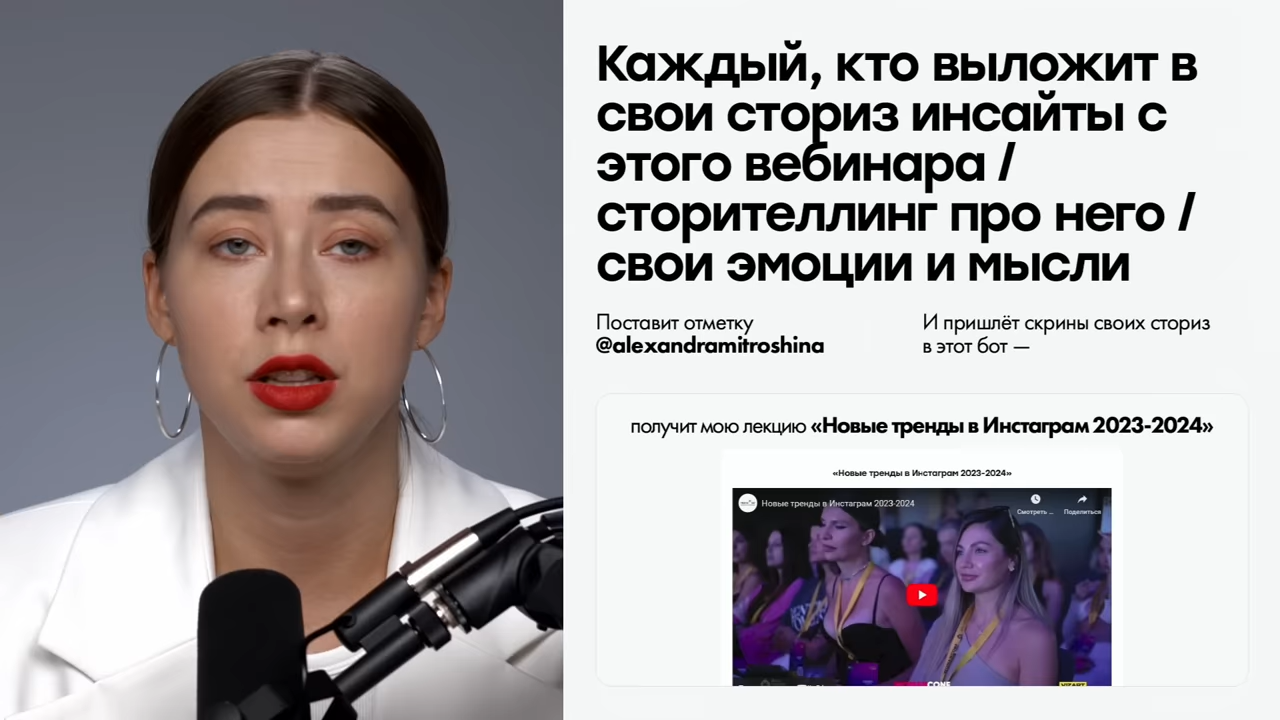 Каждый, кто выложит в
свои сториз инсайты с
этого вебинара /
сторителлинг про него /
свои эмоции и мысли
Поставит отметку
@alexandramitroshina
И пришлёт скрины своих сториз
в этот бот —
получит мою лекцию «Новые тренды в Инстаграм 2023-2024»
«Новые тренды в Инстаграм 2023-2024»
Новые тренды в Инстаграм 2023-2024
Смотреть ...
Поделиться